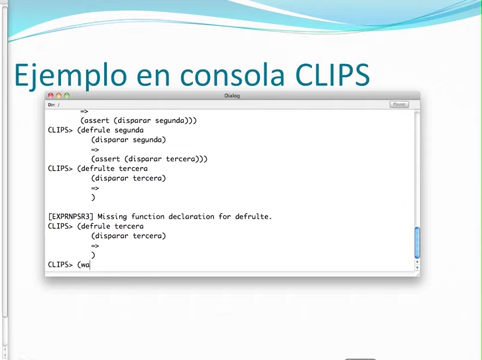 Ejemplo en consola CLIPS
Dialog
Dir: /
Pause
=>
(assert (disparar segunda)))
CLIPS> (defrule segunda
(disparar segunda)
=>
(assert (disparar tercera)))
CLIPS> (defrulte tercera
(disparar tercera)
=>
)
[EXPRNPSR3] Missing function declaration for defrulte.
CLIPS> (defrule tercera
(disparar tercera)
=>
)
CLIPS> (wa